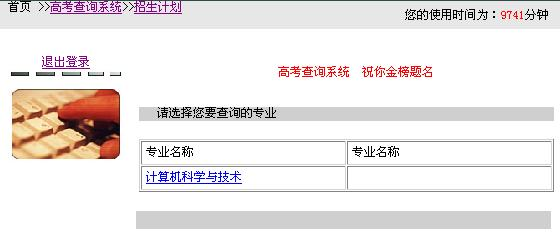 首页 >>高考查询系统>>招生计划
您的使用时间为：9741分钟
退出登录
高考查询系统 祝你金榜题名
请选择您要查询的专业
专业名称 专业名称
计算机科学与技术